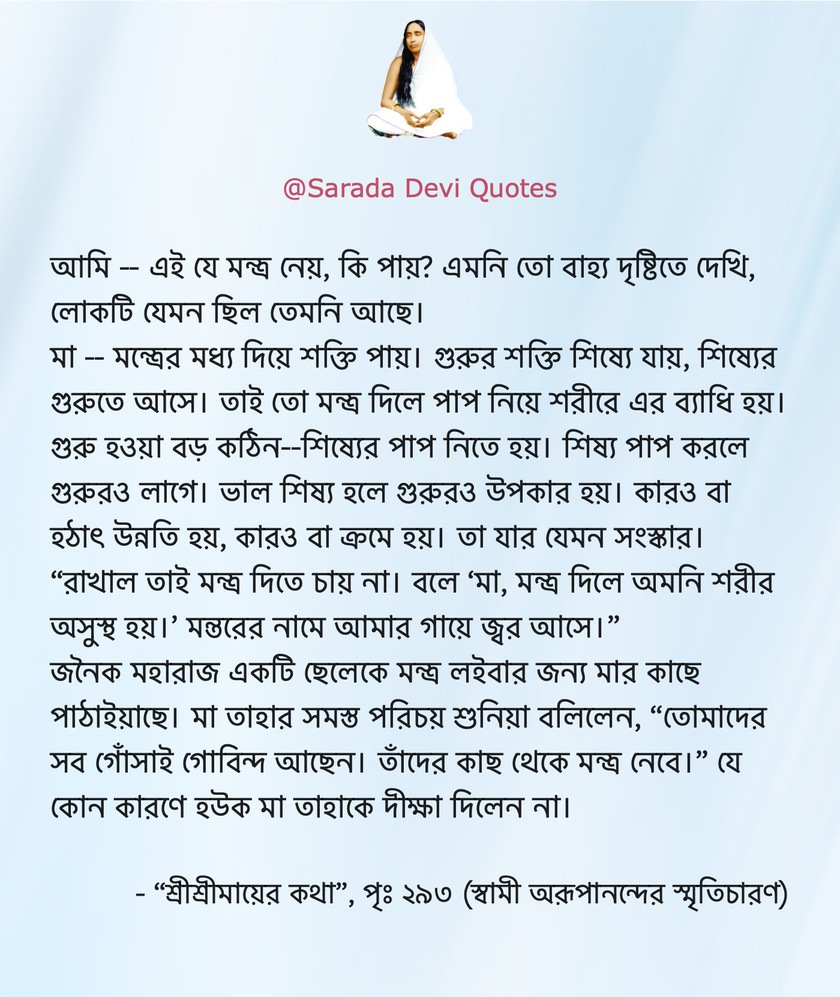 @Sarada Devi Quotes
আমি -- এই যে মন্ত্র নেয়, কি পায়? এমনি তো বাহ্য দৃষ্টিতে দেখি,
লোকটি যেমন ছিল তেমনি আছে।
মা -- মন্ত্রের মধ্য দিয়ে শক্তি পায়। গুরুর শক্তি শিষ্যে যায়, শিষ্যের
গুরুতে আসে। তাই তো মন্ত্র দিলে পাপ নিয়ে শরীরে এর ব্যাধি হয়।
গুরু হওয়া বড় কঠিন--শিষ্যের পাপ নিতে হয়। শিষ্য পাপ করলে
গুরুরও লাগে। ভাল শিষ্য হলে গুরুরও উপকার হয়। কারও বা
হঠাৎ উন্নতি হয়, কারও বা ক্রমে হয়। তা যার যেমন সংস্কার।
“রাখাল তাই মন্ত্র দিতে চায় না। বলে ‘মা, মন্ত্র দিলে অমনি শরীর
অসুস্থ হয়।’ মন্তরের নামে আমার গায়ে জ্বর আসে।”
জনৈক মহারাজ একটি ছেলেকে মন্ত্র লইবার জন্য মার কাছে
পাঠাইয়াছে। মা তাহার সমস্ত পরিচয় শুনিয়া বলিলেন, “তোমাদের
সব গোঁসাই গোবিন্দ আছেন। তাঁদের কাছ থেকে মন্ত্র নেবে।” যে
কোন কারণে হউক মা তাহাকে দীক্ষা দিলেন না।
- “শ্রীশ্রীমায়ের কথা”, পৃঃ ২৯৩ (স্বামী অরূপানন্দের স্মৃতিচারণ)